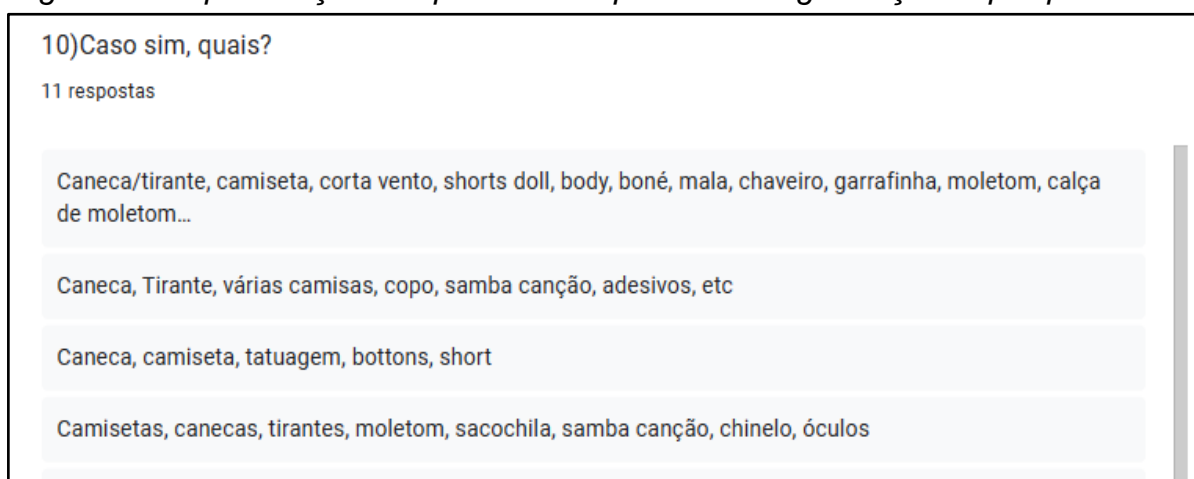 10)Caso sim, quais?
11 respostas
Caneca/tirante, camiseta, corta vento, shorts doll, body, boné, mala, chaveiro, garrafinha, moletom, calça
de moletom...
Caneca, Tirante, várias camisas, copo, samba canção, adesivos, etc
Caneca, camiseta, tatuagem, bottons, short
Camisetas, canecas, tirantes, moletom, sacochila, samba canção, chinelo, óculos